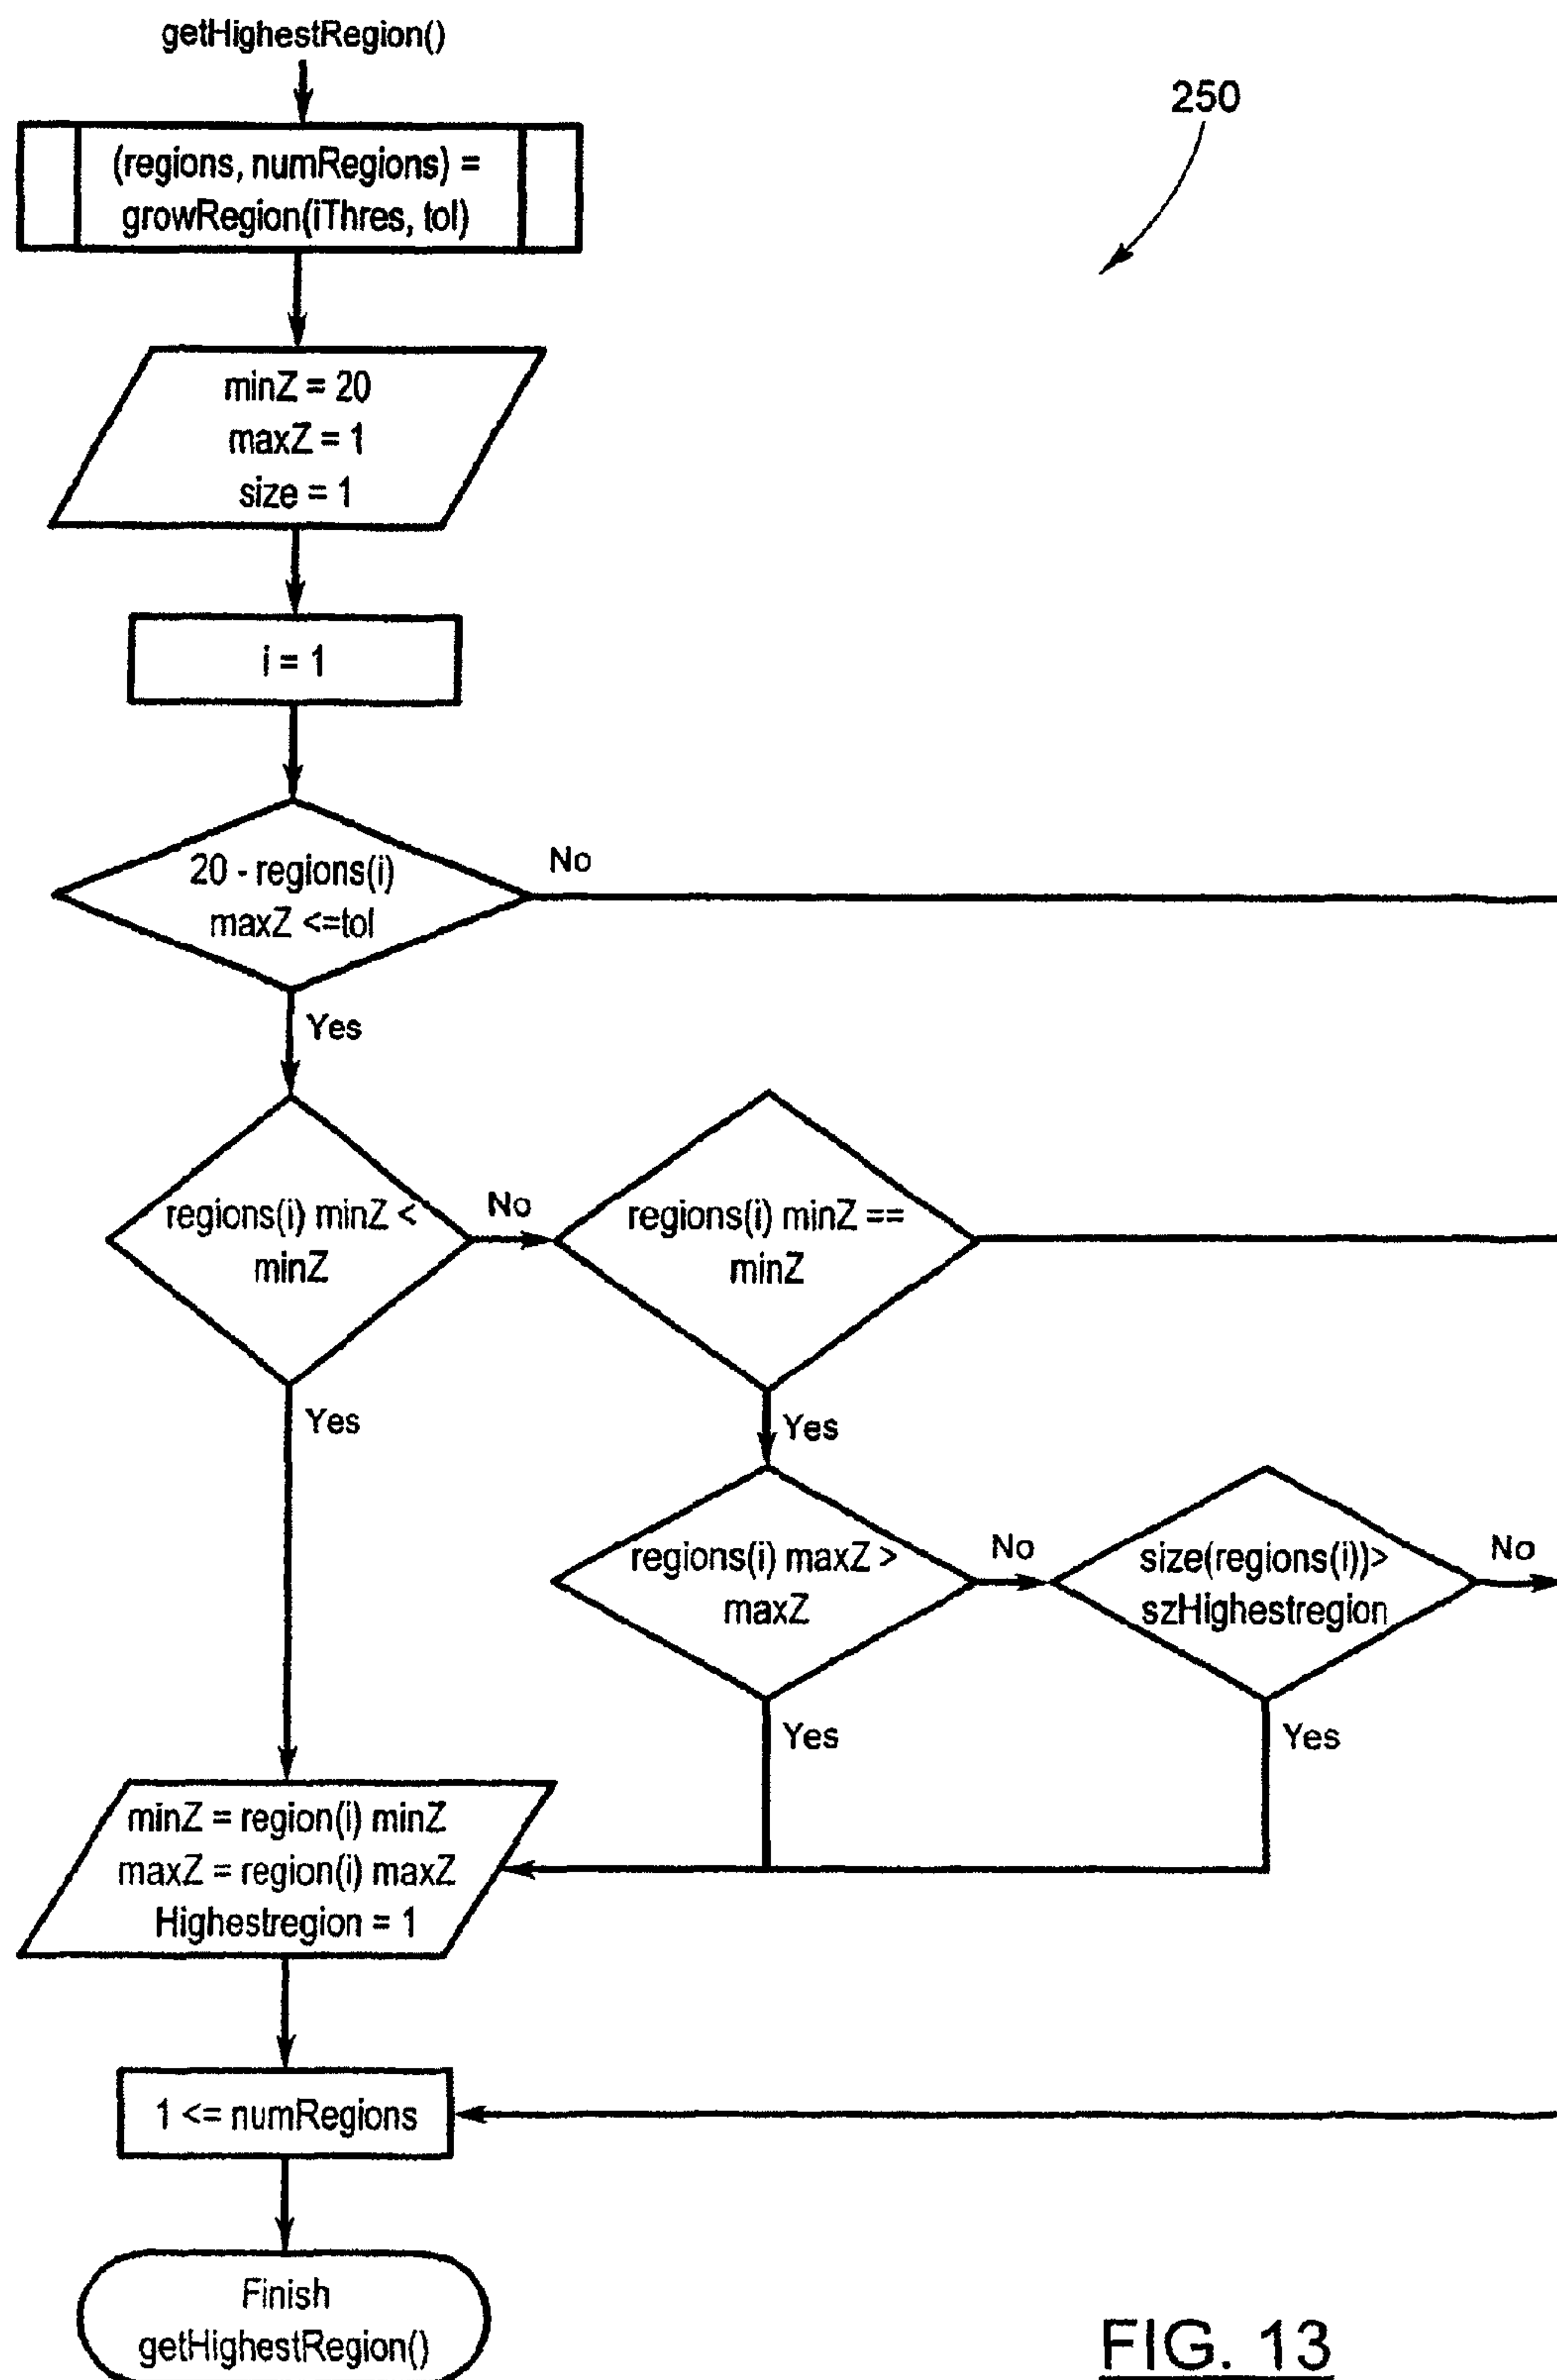 getHighestRegion()
250
(regions, numRegions) =
growRegion(iThres, tol)
minZ = 20
maxZ = 1
size = 1
i = 1
20 - regions(i)
maxZ <=tol
No
Yes
regions(i) minZ <
minZ
No
regions(i) minZ ==
minZ
Yes
Yes
regions(i) maxZ >
maxZ
No
size(regions(i))>
szHighestregion
No
Yes
Yes
minZ = region(i) minZ
maxZ = region(i) maxZ
Highestregion = 1
1 <= numRegions
Finish
getHighestRegion()
FIG. 13